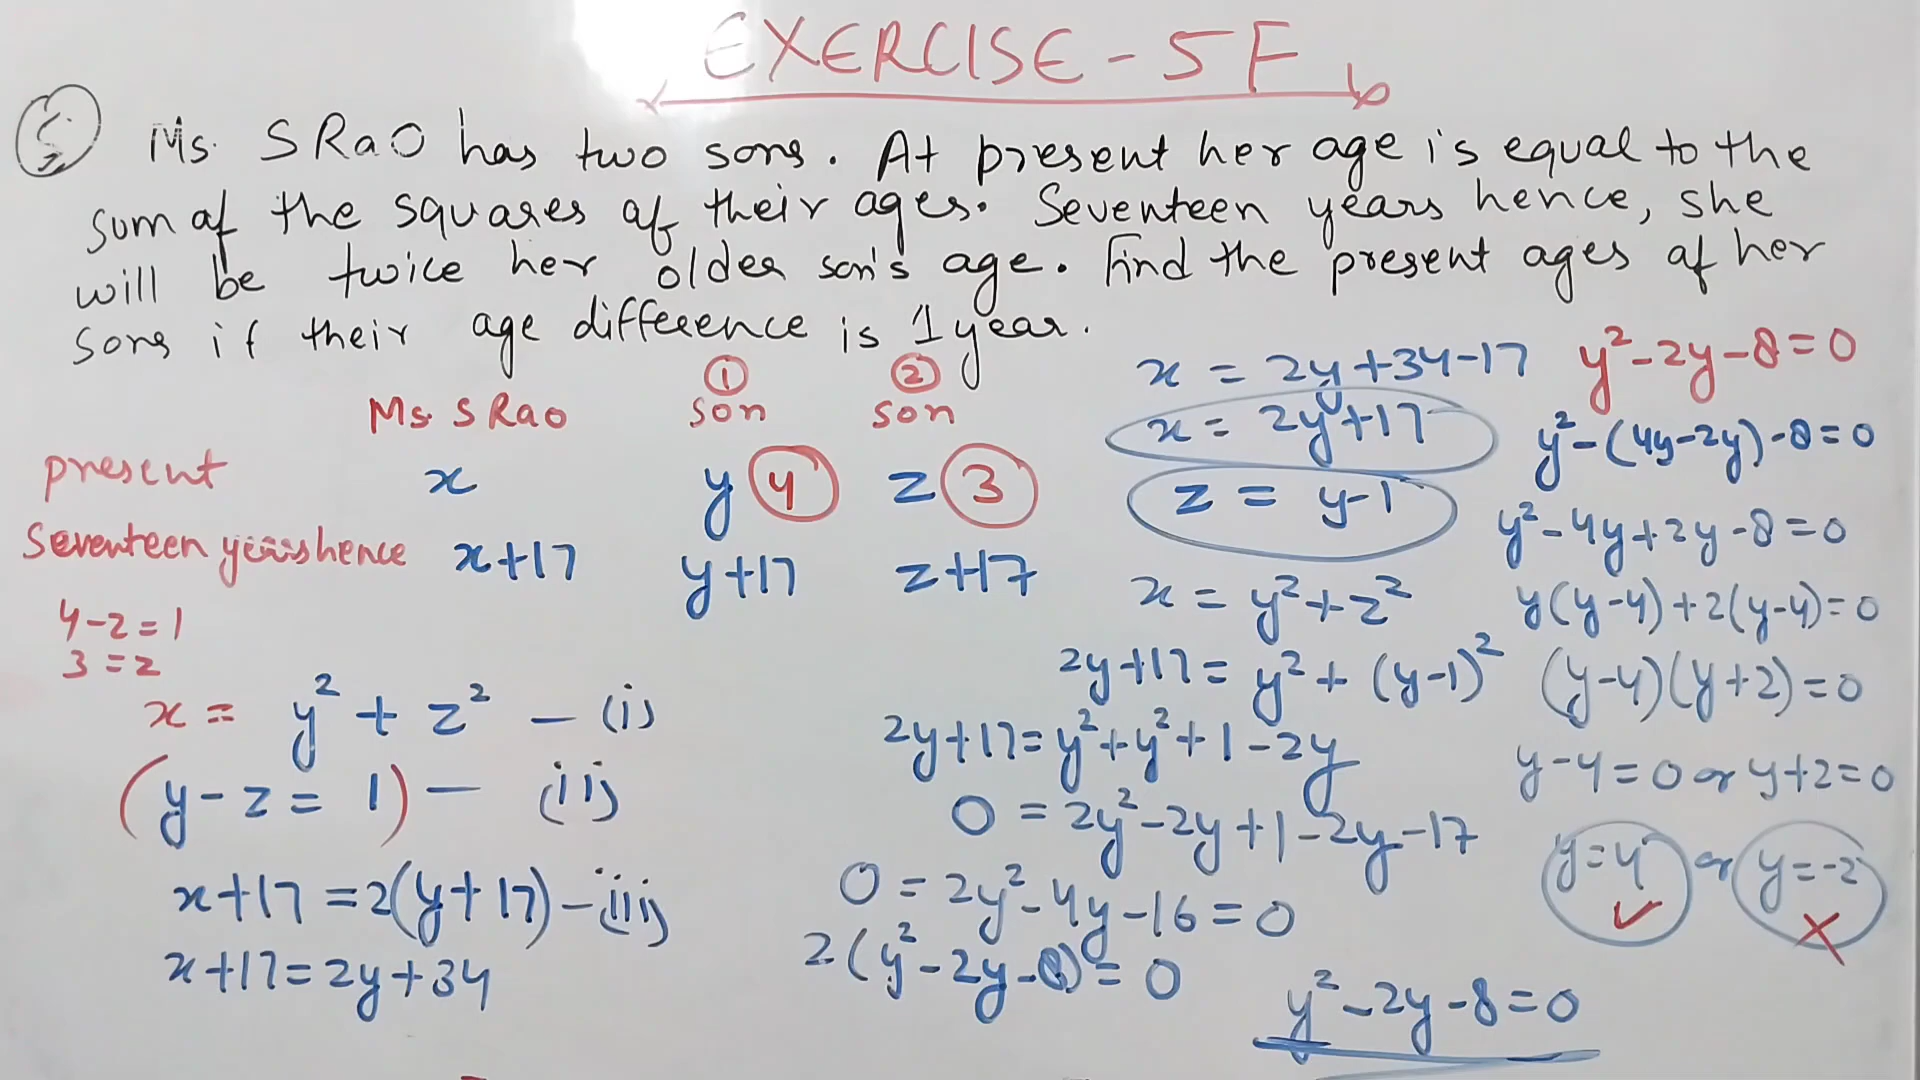 EXERCISE - 5F
Ms. S RaO has two sons. At present her age is equal to the
sum of the squares of their ages. Seventeen years hence, she
will be twice her older son's age. Find the present ages of her
sons if their age difference is 1 year.
① ②
Ms. S Rao son son
present x y 4 z 3
Seventeen years hence x+17 y+17 z+17
4-z=1
3=z
x = y² + z² - (i)
(y-z = 1) - (ii)
x+17 = 2(y+17) - (iii)
x+17 = 2y+34
x = 2y+34-17
x = 2y+17
z = y-1
x = y²+z²
2y+17 = y²+(y-1)²
2y+17 = y²+y²+1-2y
0 = 2y²-2y+1-2y-17
0 = 2y²-4y-16 = 0
2(y²-2y-8) = 0
y²-2y-8=0
y²-2y-8=0
y²-(4y-2y)-8=0
y²-4y+2y-8=0
y(y-4)+2(y-4)=0
(y-4)(y+2)=0
y-4=0 or y+2=0
y=4 or y=-2